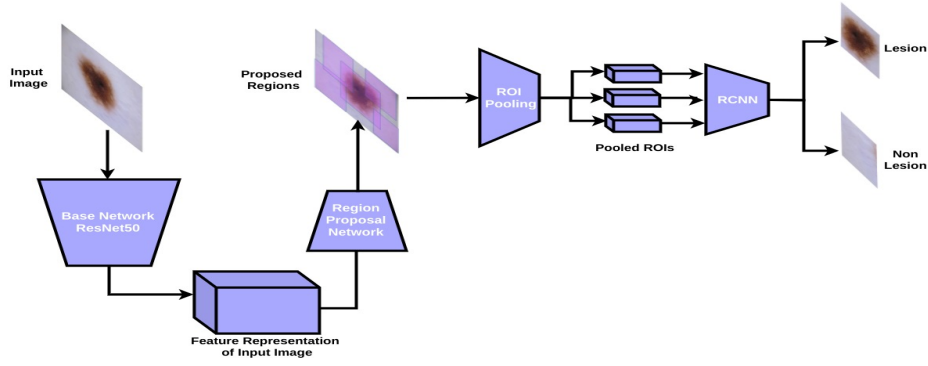 Input
Image
Base Network
ResNet50
Feature Representation
of Input Image
Region
Proposal
Network
Proposed
Regions
ROI
Pooling
Pooled ROIs
RCNN
Lesion
Non
Lesion